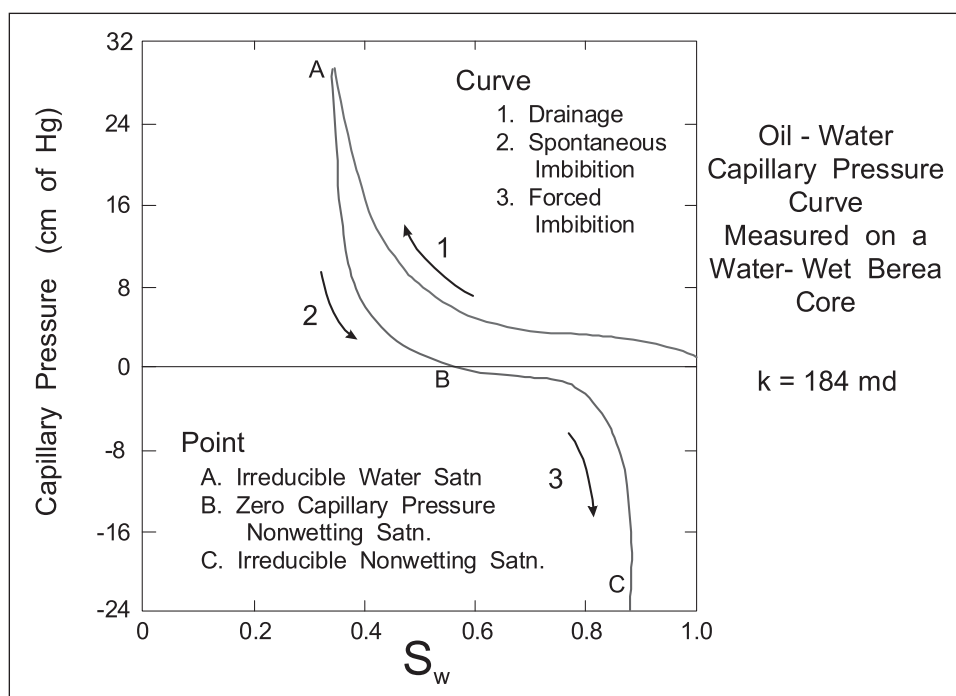 32
24
16
8
0
-8
-16
-24
Capillary Pressure (cm of Hg)
0
0.2
0.4
0.6
0.8
1.0
Sw
A
Curve
1. Drainage
2. Spontaneous
Imbibition
3. Forced
Imbibition
1
2
B
3
C
Point
A. Irreducible Water Satn
B. Zero Capillary Pressure
Nonwetting Satn.
C. Irreducible Nonwetting Satn.
Oil - Water
Capillary Pressure
Curve
Measured on a
Water- Wet Berea
Core
k = 184 md